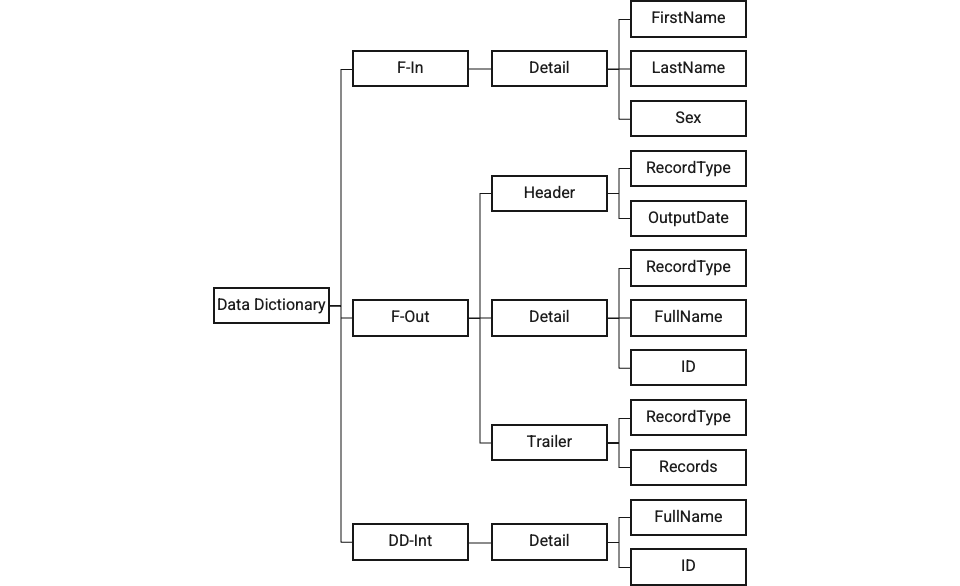 Data Dictionary
F-In
Detail
FirstName
LastName
Sex
F-Out
Header
RecordType
OutputDate
Detail
RecordType
FullName
ID
Trailer
RecordType
Records
DD-Int
Detail
FullName
ID